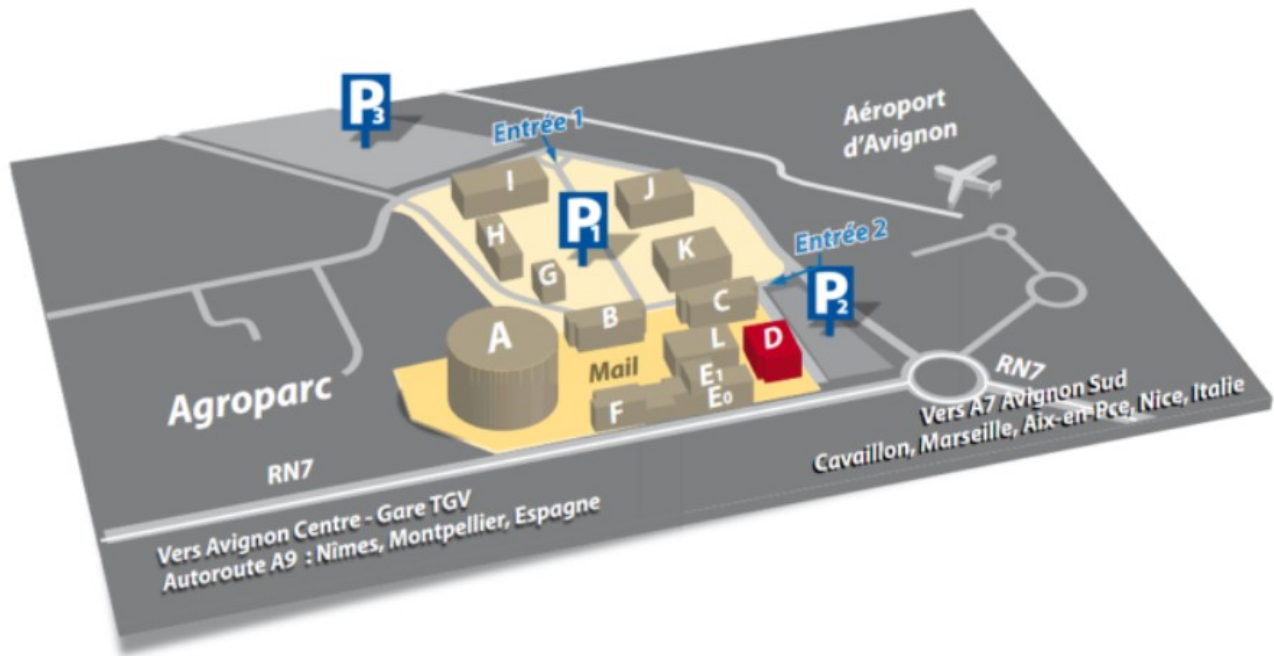 P3
Entrée 1
Aéroport
d'Avignon
I
J
P1
H
K
Entrée 2
G
P2
C
B
A
L
D
Mail
E1
E0
F
Agroparc
RN7
Vers A7 Avignon Sud
Cavaillon, Marseille, Aix-en-Pce, Nice, Italie
RN7
Vers Avignon Centre - Gare TGV
Autoroute A9 : Nîmes, Montpellier, Espagne